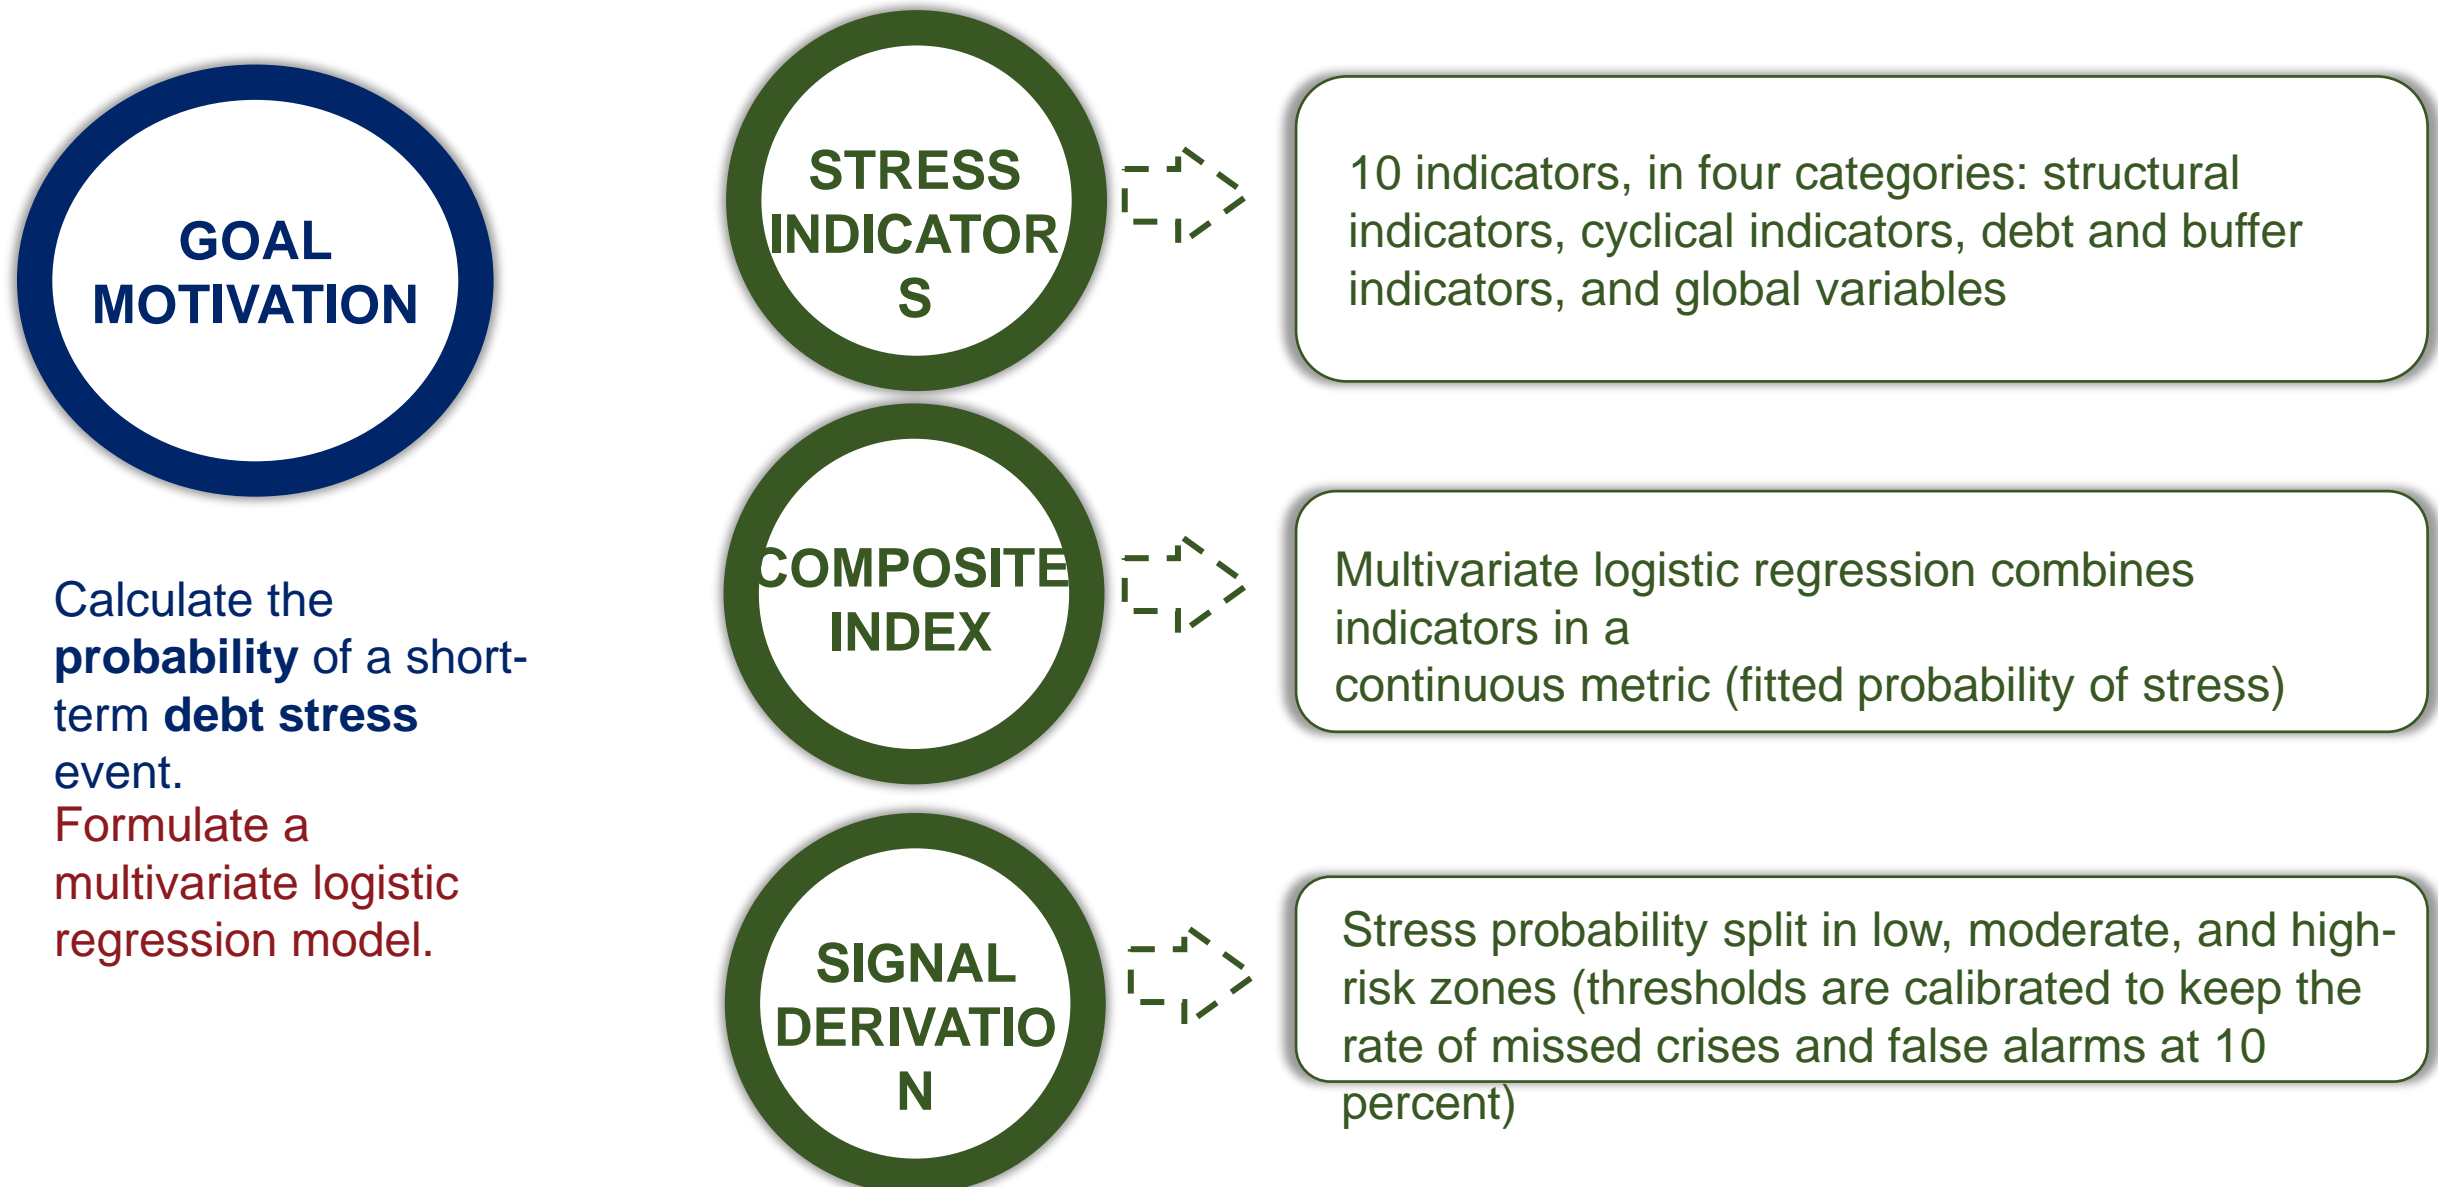 GOAL
MOTIVATION
Calculate the
probability of a short-
term debt stress
event.
Formulate a
multivariate logistic
regression model.
STRESS
INDICATOR
S
10 indicators, in four categories: structural
indicators, cyclical indicators, debt and buffer
indicators, and global variables
COMPOSITE
INDEX
Multivariate logistic regression combines
indicators in a
continuous metric (fitted probability of stress)
SIGNAL
DERIVATIO
N
Stress probability split in low, moderate, and high-
risk zones (thresholds are calibrated to keep the
rate of missed crises and false alarms at 10
percent)